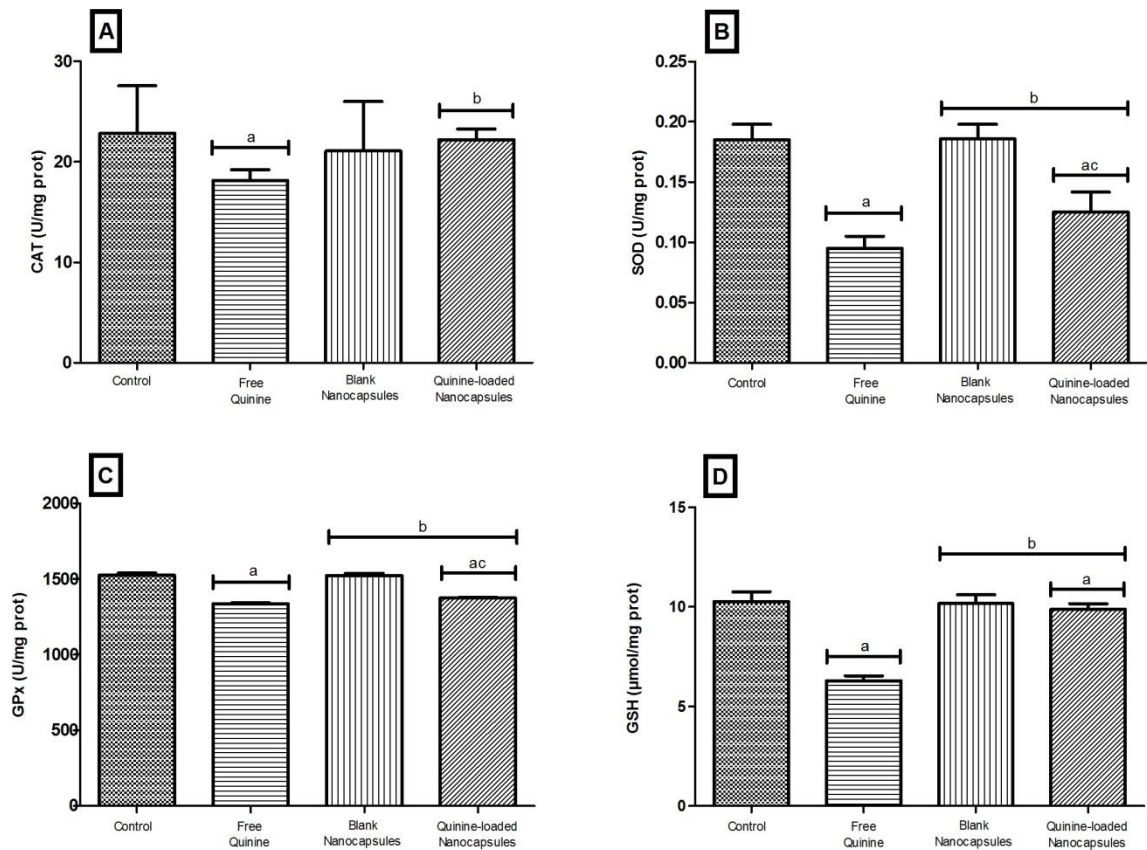 A
CAT (U/mg prot)
30
20
10
0
a
b
Control
Free
Quinine
Blank
Nanocapsules
Quinine-loaded
Nanocapsules
B
SOD (U/mg prot)
0.25
0.20
0.15
0.10
0.05
0.00
a
b
ac
Control
Free
Quinine
Blank
Nanocapsules
Quinine-loaded
Nanocapsules
C
GPx (U/mg prot)
2000
1500
1000
500
0
a
b
ac
Control
Free
Quinine
Blank
Nanocapsules
Quinine-loaded
Nanocapsules
D
GSH (µmol/mg prot)
15
10
5
0
a
b
a
Control
Free
Quinine
Blank
Nanocapsules
Quinine-loaded
Nanocapsules